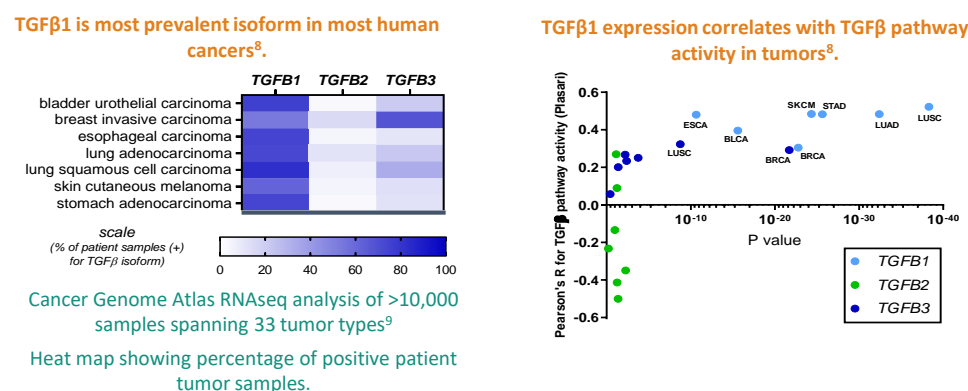 TGFβ1 is most prevalent isoform in most human
cancers⁸.
TGFB1 TGFB2 TGFB3
bladder urothelial carcinoma
breast invasive carcinoma
esophageal carcinoma
lung adenocarcinoma
lung squamous cell carcinoma
skin cutaneous melanoma
stomach adenocarcinoma
scale
(% of patient samples (+)
for TGFβ isoform)
0 20 40 60 80 100
Cancer Genome Atlas RNAseq analysis of >10,000
samples spanning 33 tumor types⁹
Heat map showing percentage of positive patient
tumor samples.
TGFβ1 expression correlates with TGFβ pathway
activity in tumors⁸.
Pearson's R for TGFβ pathway activity (Plasari)
0.6
0.4
0.2
0.0
-0.2
-0.4
-0.6
SKCM STAD
ESCA
BLCA
LUAD
LUSC
LUSC
BRCA BRCA
10⁻¹⁰ 10⁻²⁰ 10⁻³⁰ 10⁻⁴⁰
P value
TGFB1
TGFB2
TGFB3